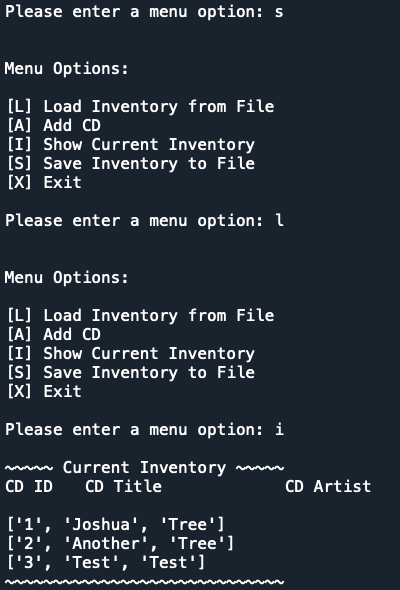 Please enter a menu option: s
Menu Options:
[L] Load Inventory from File
[A] Add CD
[I] Show Current Inventory
[S] Save Inventory to File
[X] Exit
Please enter a menu option: l
Menu Options:
[L] Load Inventory from File
[A] Add CD
[I] Show Current Inventory
[S] Save Inventory to File
[X] Exit
Please enter a menu option: i
~~~~~ Current Inventory ~~~~~
CD ID   CD Title             CD Artist
['1', 'Joshua', 'Tree']
['2', 'Another', 'Tree']
['3', 'Test', 'Test']
~~~~~~~~~~~~~~~~~~~~~~~~~~~~~